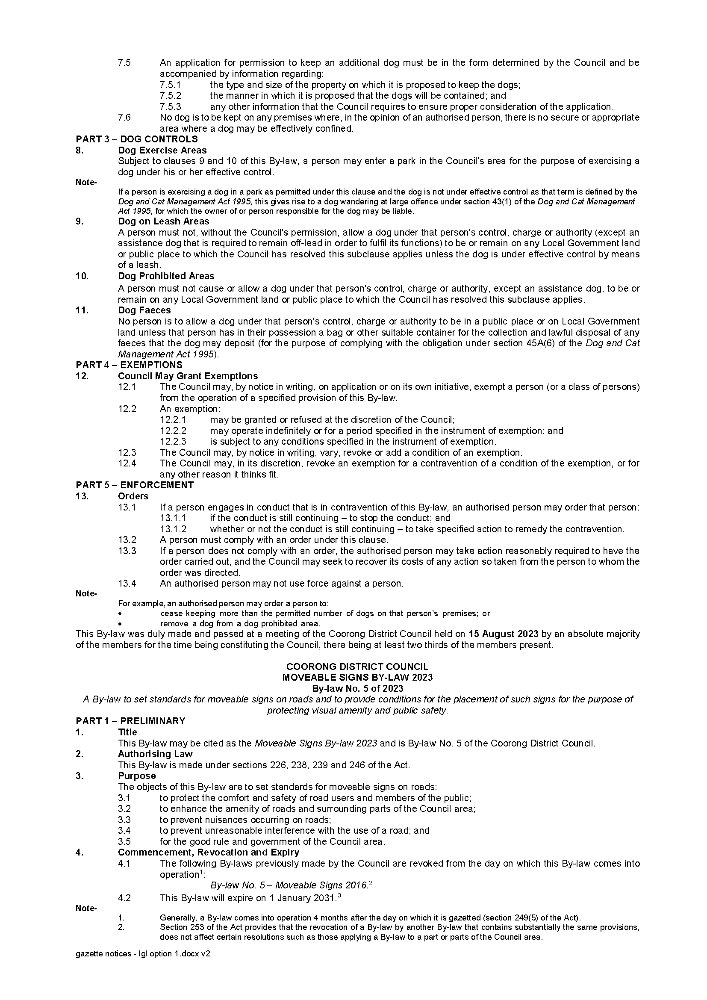 7.5 An application for permission to keep an additional dog must be in the form determined by the Council and be
accompanied by information regarding:
7.5.1 the type and size of the property on which it is proposed to keep the dogs;
7.5.2 the manner in which it is proposed that the dogs will be contained; and
7.5.3 any other information that the Council requires to ensure proper consideration of the application.
7.6 No dog is to be kept on any premises where, in the opinion of an authorised person, there is no secure or appropriate
area where a dog may be effectively confined.
PART 3 – DOG CONTROLS
8. Dog Exercise Areas
Subject to clauses 9 and 10 of this By-law, a person may enter a park in the Council’s area for the purpose of exercising a
dog under his or her effective control.
Note-
If a person is exercising a dog in a park as permitted under this clause and the dog is not under effective control as that term is defined by the
Dog and Cat Management Act 1995, this gives rise to a dog wandering at large offence under section 43(1) of the Dog and Cat Management
Act 1995, for which the owner of or person responsible for the dog may be liable.
9. Dog on Leash Areas
A person must not, without the Council's permission, allow a dog under that person's control, charge or authority (except an
assistance dog that is required to remain off-lead in order to fulfil its functions) to be or remain on any Local Government land
or public place to which the Council has resolved this subclause applies unless the dog is under effective control by means
of a leash.
10. Dog Prohibited Areas
A person must not cause or allow a dog under that person's control, charge or authority, except an assistance dog, to be or
remain on any Local Government land or public place to which the Council has resolved this subclause applies.
11. Dog Faeces
No person is to allow a dog under that person's control, charge or authority to be in a public place or on Local Government
land unless that person has in their possession a bag or other suitable container for the collection and lawful disposal of any
faeces that the dog may deposit (for the purpose of complying with the obligation under section 45A(6) of the Dog and Cat
Management Act 1995).
PART 4 – EXEMPTIONS
12. Council May Grant Exemptions
12.1 The Council may, by notice in writing, on application or on its own initiative, exempt a person (or a class of persons)
from the operation of a specified provision of this By-law.
12.2 An exemption:
12.2.1 may be granted or refused at the discretion of the Council;
12.2.2 may operate indefinitely or for a period specified in the instrument of exemption; and
12.2.3 is subject to any conditions specified in the instrument of exemption.
12.3 The Council may, by notice in writing, vary, revoke or add a condition of an exemption.
12.4 The Council may, in its discretion, revoke an exemption for a contravention of a condition of the exemption, or for
any other reason it thinks fit.
PART 5 – ENFORCEMENT
13. Orders
13.1 If a person engages in conduct that is in contravention of this By-law, an authorised person may order that person:
13.1.1 if the conduct is still continuing – to stop the conduct; and
13.1.2 whether or not the conduct is still continuing – to take specified action to remedy the contravention.
13.2 A person must comply with an order under this clause.
13.3 If a person does not comply with an order, the authorised person may take action reasonably required to have the
order carried out, and the Council may seek to recover its costs of any action so taken from the person to whom the
order was directed.
13.4 An authorised person may not use force against a person.
Note-
For example, an authorised person may order a person to:
• cease keeping more than the permitted number of dogs on that person’s premises; or
• remove a dog from a dog prohibited area.
This By-law was duly made and passed at a meeting of the Coorong District Council held on 15 August 2023 by an absolute majority
of the members for the time being constituting the Council, there being at least two thirds of the members present.
COORONG DISTRICT COUNCIL
MOVEABLE SIGNS BY-LAW 2023
By-law No. 5 of 2023
A By-law to set standards for moveable signs on roads and to provide conditions for the placement of such signs for the purpose of
protecting visual amenity and public safety.
PART 1 – PRELIMINARY
1. Title
This By-law may be cited as the Moveable Signs By-law 2023 and is By-law No. 5 of the Coorong District Council.
2. Authorising Law
This By-law is made under sections 226, 238, 239 and 246 of the Act.
3. Purpose
The objects of this By-law are to set standards for moveable signs on roads:
3.1 to protect the comfort and safety of road users and members of the public;
3.2 to enhance the amenity of roads and surrounding parts of the Council area;
3.3 to prevent nuisances occurring on roads;
3.4 to prevent unreasonable interference with the use of a road; and
3.5 for the good rule and government of the Council area.
4. Commencement, Revocation and Expiry
4.1 The following By-laws previously made by the Council are revoked from the day on which this By-law comes into
operation1:
By-law No. 5 – Moveable Signs 2016.2
4.2 This By-law will expire on 1 January 2031.3
Note-
1. Generally, a By-law comes into operation 4 months after the day on which it is gazetted (section 249(5) of the Act).
2. Section 253 of the Act provides that the revocation of a By-law by another By-law that contains substantially the same provisions,
does not affect certain resolutions such as those applying a By-law to a part or parts of the Council area.
gazette notices - lgl option 1.docx v2